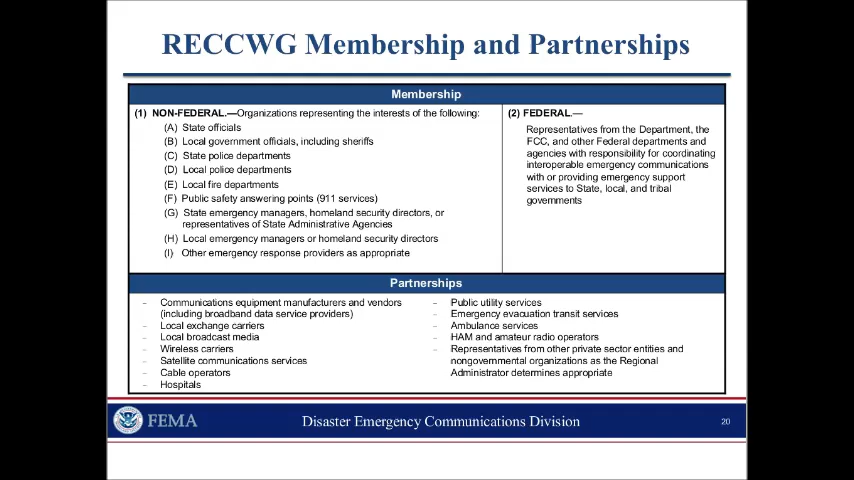 RECCWG Membership and Partnerships
Membership
(1) NON-FEDERAL.—Organizations representing the interests of the following:
(A) State officials
(B) Local government officials, including sheriffs
(C) State police departments
(D) Local police departments
(E) Local fire departments
(F) Public safety answering points (911 services)
(G) State emergency managers, homeland security directors, or
representatives of State Administrative Agencies
(H) Local emergency managers or homeland security directors
(I) Other emergency response providers as appropriate
(2) FEDERAL.—
Representatives from the Department, the
FCC, and other Federal departments and
agencies with responsibility for coordinating
interoperable emergency communications
with or providing emergency support
services to State, local, and tribal
governments
Partnerships
– Communications equipment manufacturers and vendors
(including broadband data service providers)
– Local exchange carriers
– Local broadcast media
– Wireless carriers
– Satellite communications services
– Cable operators
– Hospitals
– Public utility services
– Emergency evacuation transit services
– Ambulance services
– HAM and amateur radio operators
– Representatives from other private sector entities and
nongovernmental organizations as the Regional
Administrator determines appropriate
FEMA
Disaster Emergency Communications Division
20